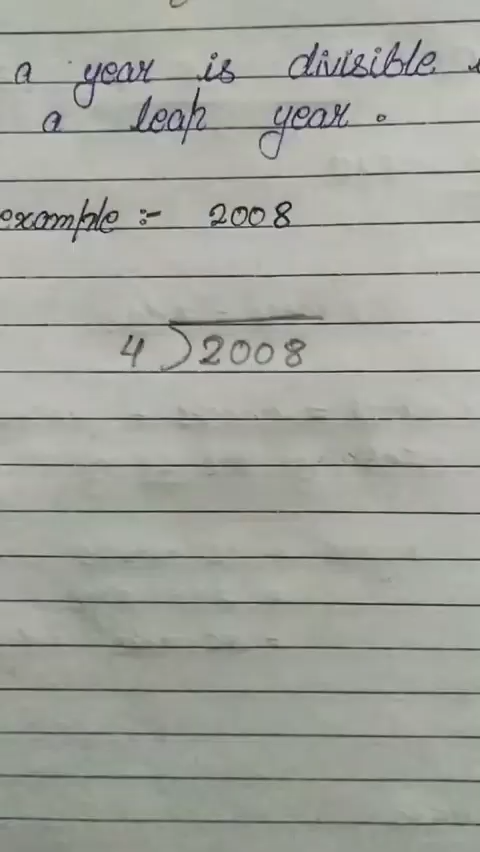 a year is divisible
a leap year.
example :- 2008
4)2008